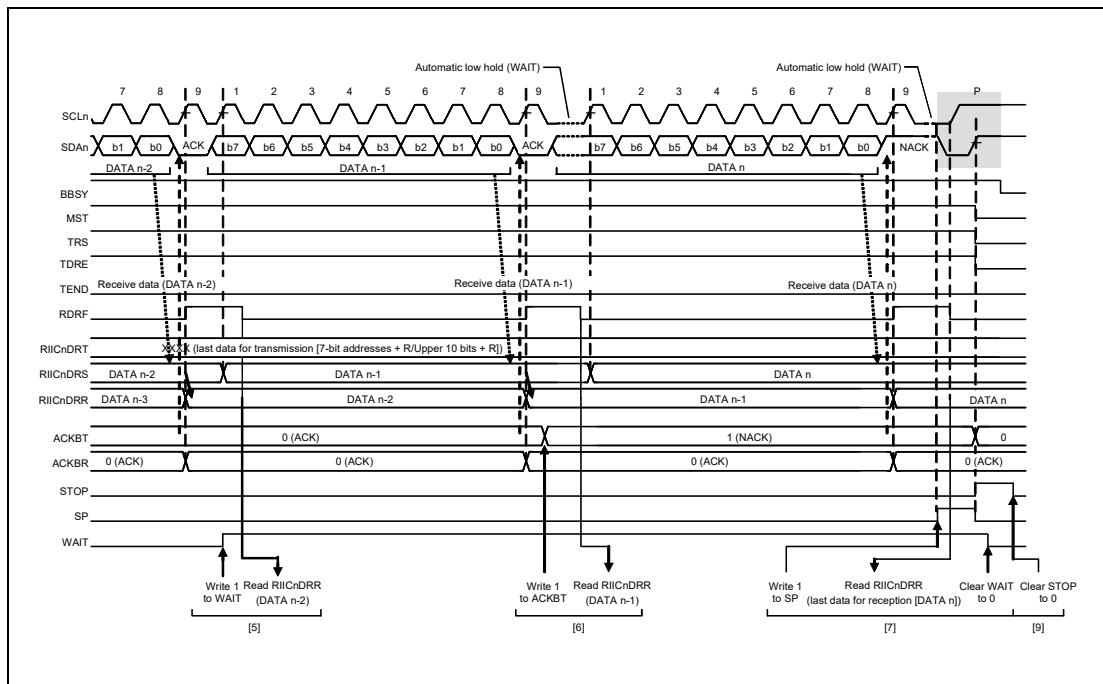 Automatic low hold (WAIT)
Automatic low hold (WAIT)
7 8 9 1 2 3 4 5 6 7 8 9 1 2 3 4 5 6 7 8 9 P
SCLn
SDAn b1 b0 ACK b7 b6 b5 b4 b3 b2 b1 b0 ACK b7 b6 b5 b4 b3 b2 b1 b0 NACK
DATA n-2 DATA n-1 DATA n
BBSY
MST
TRS
TDRE
Receive data (DATA n-2) Receive data (DATA n-1) Receive data (DATA n)
TEND
RDRF
RIICnDRT XXXX (last data for transmission [7-bit addresses + R/Upper 10 bits + R])
RIICnDRS DATA n-2 DATA n-1 DATA n
RIICnDRR DATA n-3 DATA n-2 DATA n-1 DATA n
ACKBT 0 (ACK) 1 (NACK) 0
ACKBR 0 (ACK) 0 (ACK) 0 (ACK) 0 (ACK)
STOP
SP
WAIT
Write 1 Read RIICnDRR Write 1 Read RIICnDRR Write 1 Read RIICnDRR Clear WAIT Clear STOP
to WAIT (DATA n-2) to ACKBT (DATA n-1) to SP (last data for reception [DATA n]) to 0 to 0
[5] [6] [7] [9]